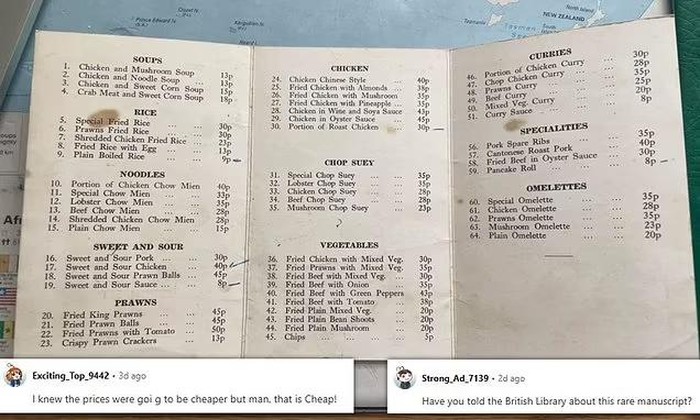 NEW ZEALAND
SOUPS
1. Chicken and Mushroom Soup 13p
2. Chicken and Noodle Soup ... 13p
3. Chicken and Sweet Corn Soup 15p
4. Crab Meat and Sweet Corn Soup 18p
RICE
5. Special Fried Rice ... 30p
6. Prawns Fried Rice ... 30p
7. Shredded Chicken Fried Rice ... 23p
8. Fried Rice with Egg ... 13p
9. Plain Boiled Rice ... 9p
NOODLES
10. Portion of Chicken Chow Mien 40p
11. Special Chow Mien ... 33p
12. Lobster Chow Mien ... 35p
13. Beef Chow Mien ... 28p
14. Shredded Chicken Chow Mien 28p
15. Plain Chow Mien ... 15p
SWEET AND SOUR
16. Sweet and Sour Pork ... 30p
17. Sweet and Sour Chicken ... 40p
18. Sweet and Sour Prawn Balls ... 45p
19. Sweet and Sour Sauce ... 8p
PRAWNS
20. Fried King Prawns ... 45p
21. Fried Prawn Balls ... 45p
22. Fried Prawns with Tomato 50p
23. Crispy Prawn Crackers ... 13p
CHICKEN
24. Chicken Chinese Style ... 40p
25. Fried Chicken with Almonds ... 38p
26. Fried Chicken with Mushroom 35p
27. Fried Chicken with Pineapple ... 35p
28. Chicken in Wine and Soya Sauce 43p
29. Chicken in Oyster Sauce ... 43p
30. Portion of Roast Chicken 30p
CHOP SUEY
31. Special Chop Suey ... 35p
32. Lobster Chop Suey ... 35p
33. Chicken Chop Suey ... 28p
34. Beef Chop Suey ... 28p
35. Mushroom Chop Suey ... 23p
VEGETABLES
36. Fried Chicken with Mixed Veg. 30p
37. Fried Prawns with Mixed Veg. 35p
38. Fried Beef with Mixed Veg. 30p
39. Fried Beef with Onion ... 35p
40. Fried Beef with Green Peppers 43p
41. Fried Beef with Tomato ... 38p
42. Fried Plain Mixed Veg. ... 20p
43. Fried Plain Bean Shoots ... 20p
44. Fried Plain Mushroom ... 20p
45. Chips ... 5p
CURRIES
46. Portion of Chicken Curry 30p
47. Chop Chicken Curry ... 28p
48. Prawns Curry ... 35p
49. Beef Curry ... 25p
50. Mixed Veg. Curry ... 20p
51. Curry Sauce ... 8p
SPECIALITIES
56. Pork Spare Ribs ... 35p
57. Cantonese Roast Pork ... 40p
58. Fried Beef in Oyster Sauce 30p
59. Pancake Roll ... 8p
OMELETTES
60. Special Omelette ... 35p
61. Chicken Omelette ... 28p
62. Prawns Omelette ... 35p
63. Mushroom Omelette ... 23p
64. Plain Omelette ... 20p
Exciting_Top_9442 • 3d ago
I knew the prices were goi g to be cheaper but man, that is Cheap!
Strong_Ad_7139 • 2d ago
Have you told the British Library about this rare manuscript?